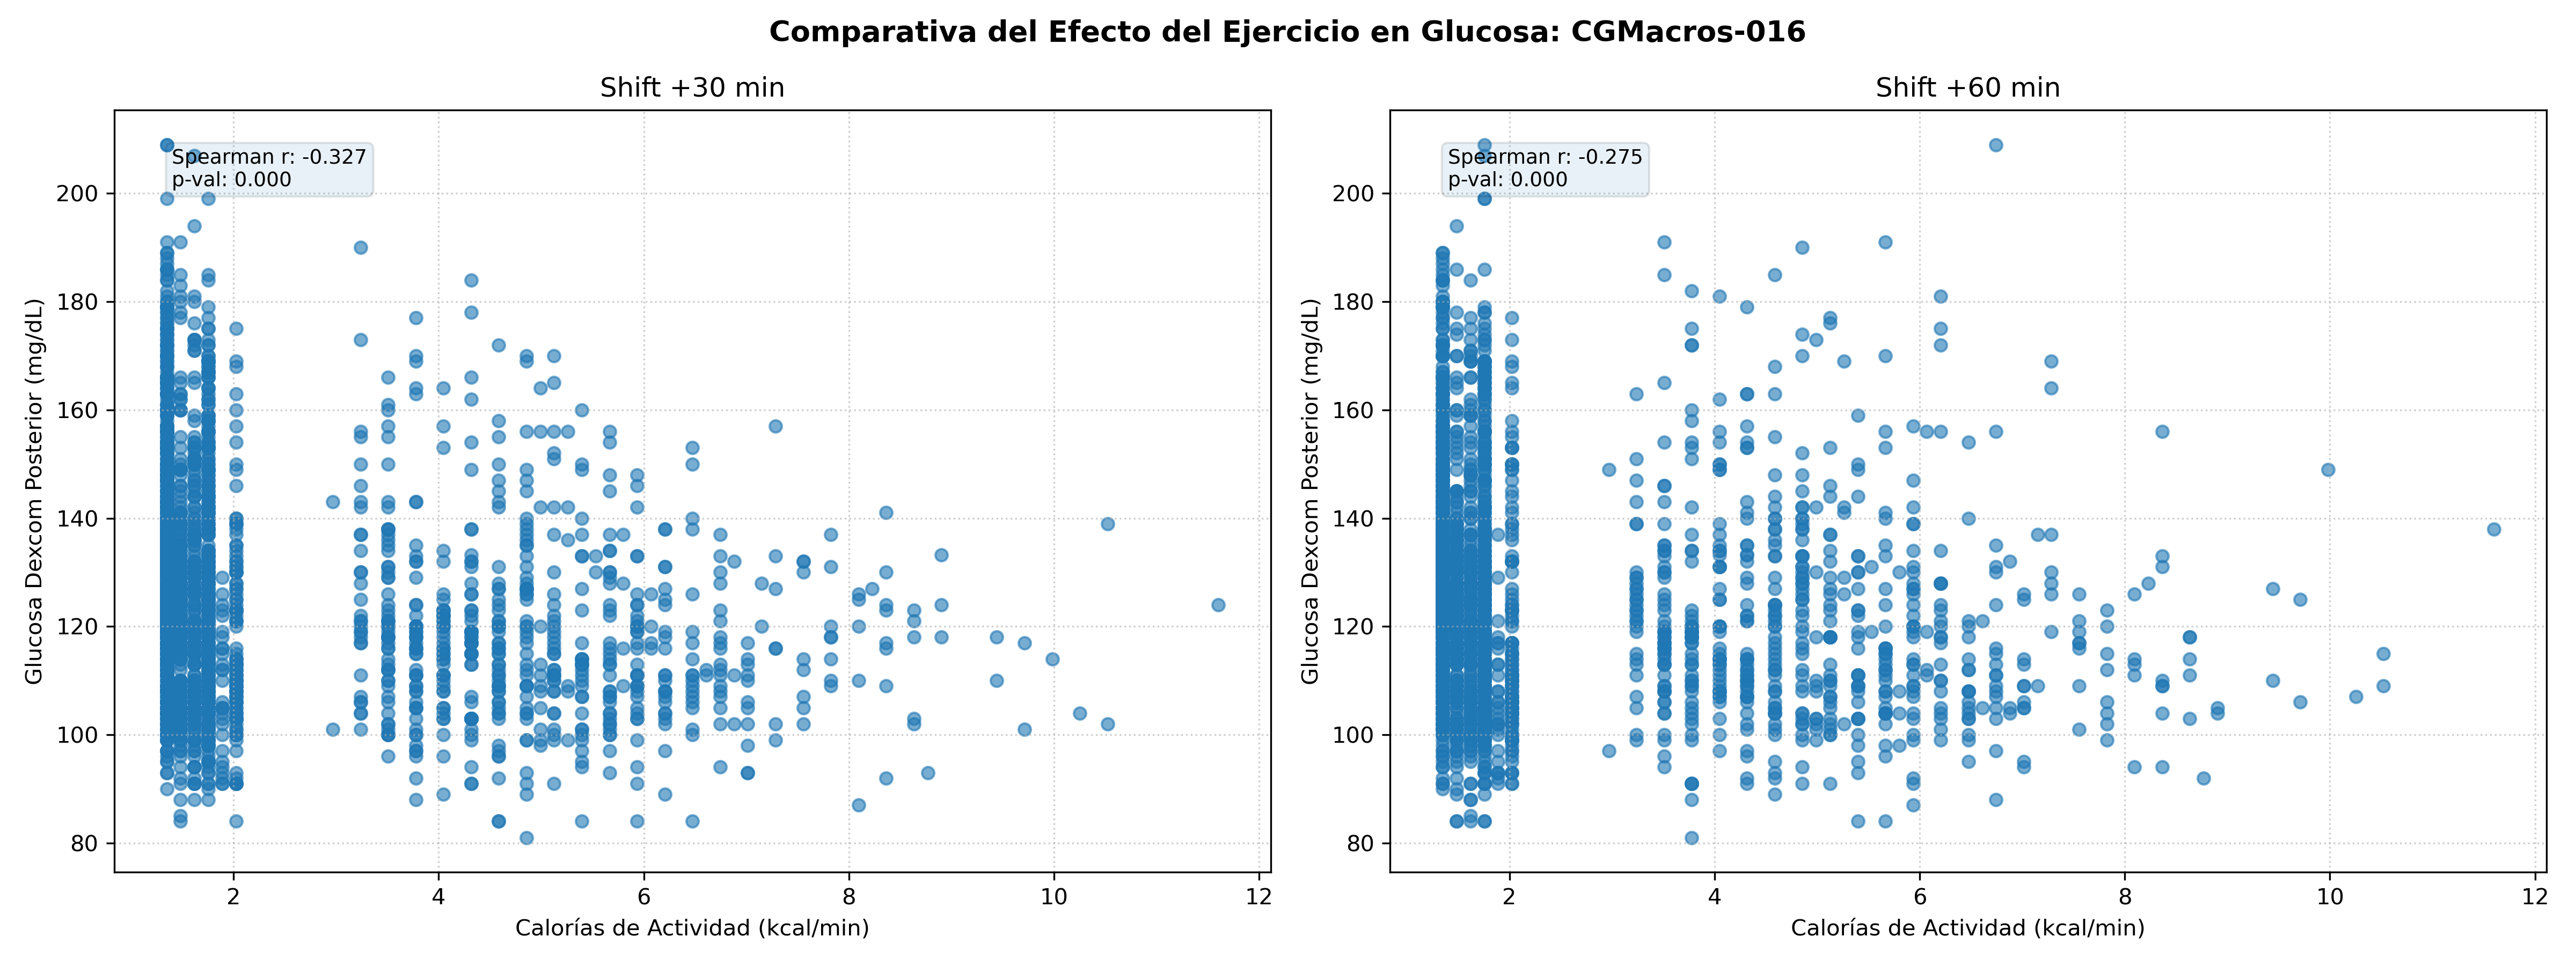 Comparativa del Efecto del Ejercicio en Glucosa: CGMacros-016
Shift +30 min
Spearman r: -0.327
p-val: 0.000
200
180
160
140
120
100
80
Glucosa Dexcom Posterior (mg/dL)
2 4 6 8 10 12
Calorías de Actividad (kcal/min)
Shift +60 min
Spearman r: -0.275
p-val: 0.000
200
180
160
140
120
100
80
Glucosa Dexcom Posterior (mg/dL)
2 4 6 8 10 12
Calorías de Actividad (kcal/min)